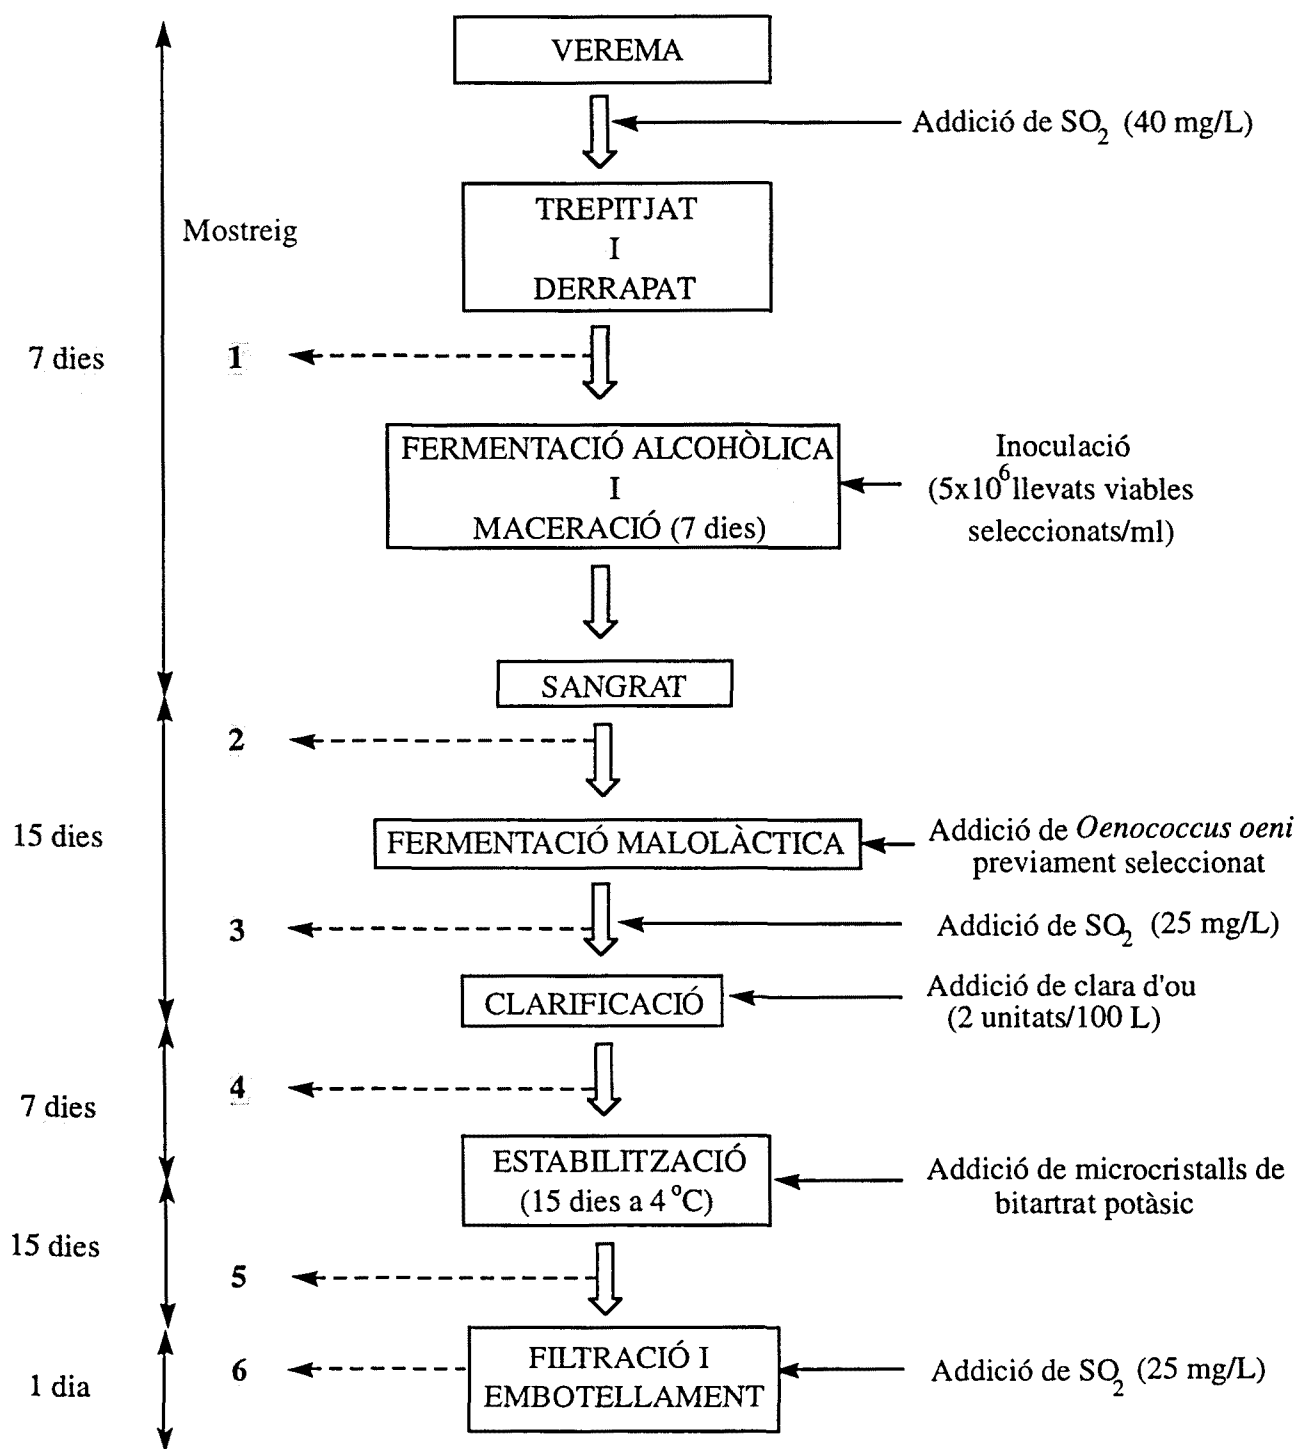 VEREMA
Addició de SO₂ (40 mg/L)
TREPITJAT
I
DERRAPAT
Mostreig
7 dies
1
FERMENTACIÓ ALCOHÒLICA
I
MACERACIÓ (7 dies)
Inoculació
(5x10⁶ llevats viables
seleccionats/ml)
SANGRAT
2
15 dies
FERMENTACIÓ MALOLÀCTICA
Addició de Oenococcus oeni
previament seleccionat
3
Addició de SO₂ (25 mg/L)
CLARIFICACIÓ
Addició de clara d'ou
(2 unitats/100 L)
4
7 dies
ESTABILITZACIÓ
(15 dies a 4 °C)
Addició de microcristalls de
bitartrat potàsic
15 dies
5
1 dia
6
FILTRACIÓ I
EMBOTELLAMENT
Addició de SO₂ (25 mg/L)